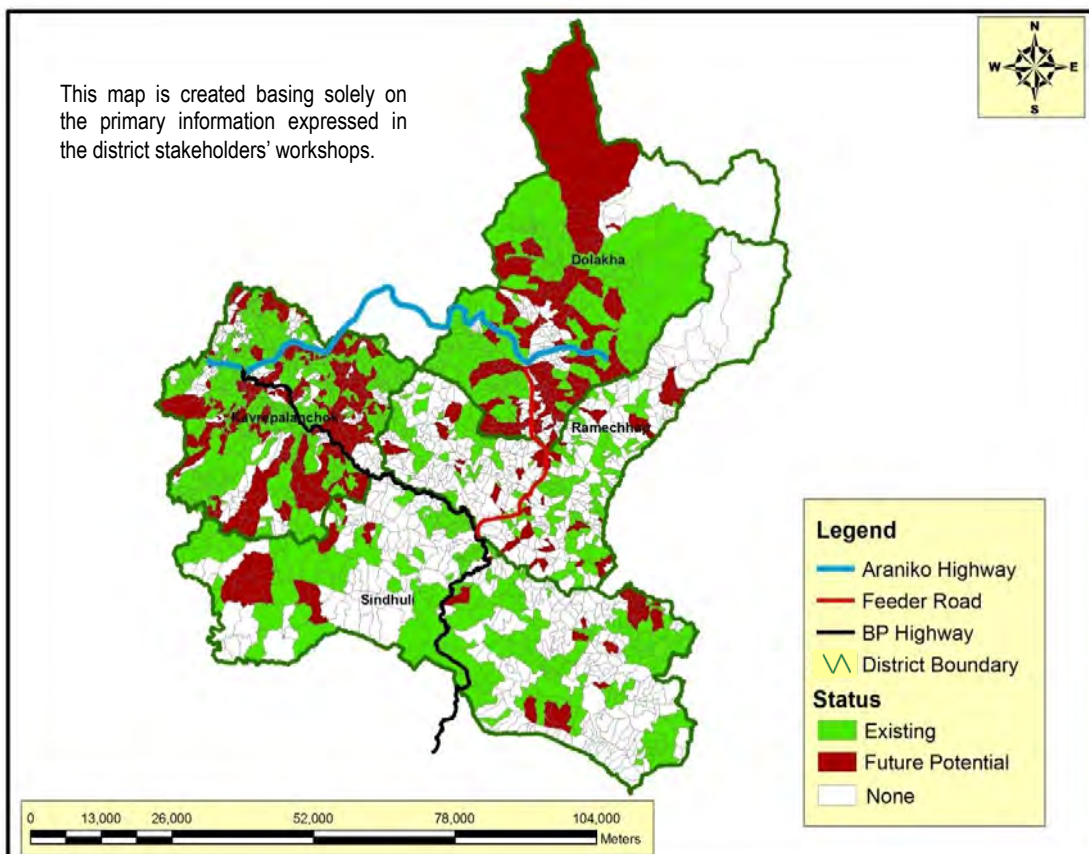 This map is created basing solely on
the primary information expressed in
the district stakeholders' workshops.
N
W E
S
Dolakha
Kavrepalanchok
Ramechhap
Sindhuli
Legend
Araniko Highway
Feeder Road
BP Highway
District Boundary
Status
Existing
Future Potential
None
0 13,000 26,000 52,000 78,000 104,000
Meters